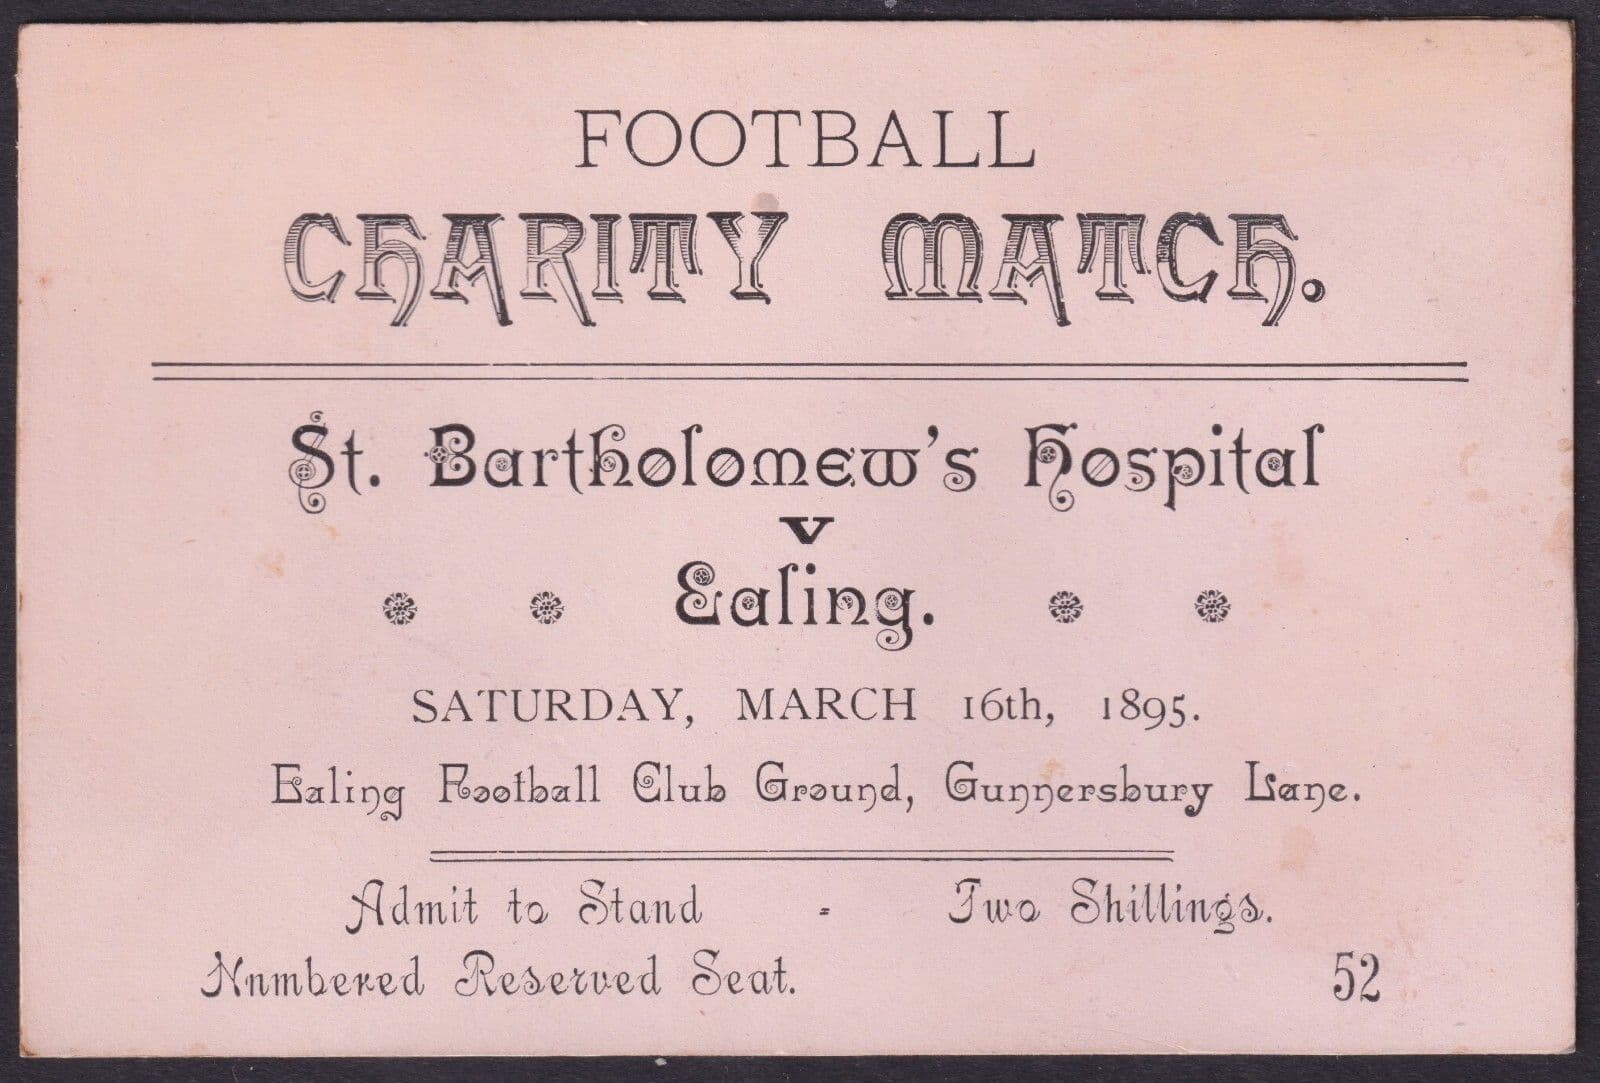 FOOTBALL
CHARITY MATCH.
St. Bartholomew's Hospital
v
Ealing.
SATURDAY, MARCH 16th, 1895.
Ealing Football Club Ground, Gunnersbury Lane.
Admit to Stand - Two Shillings.
Nnmbered Reserved Seat. 52